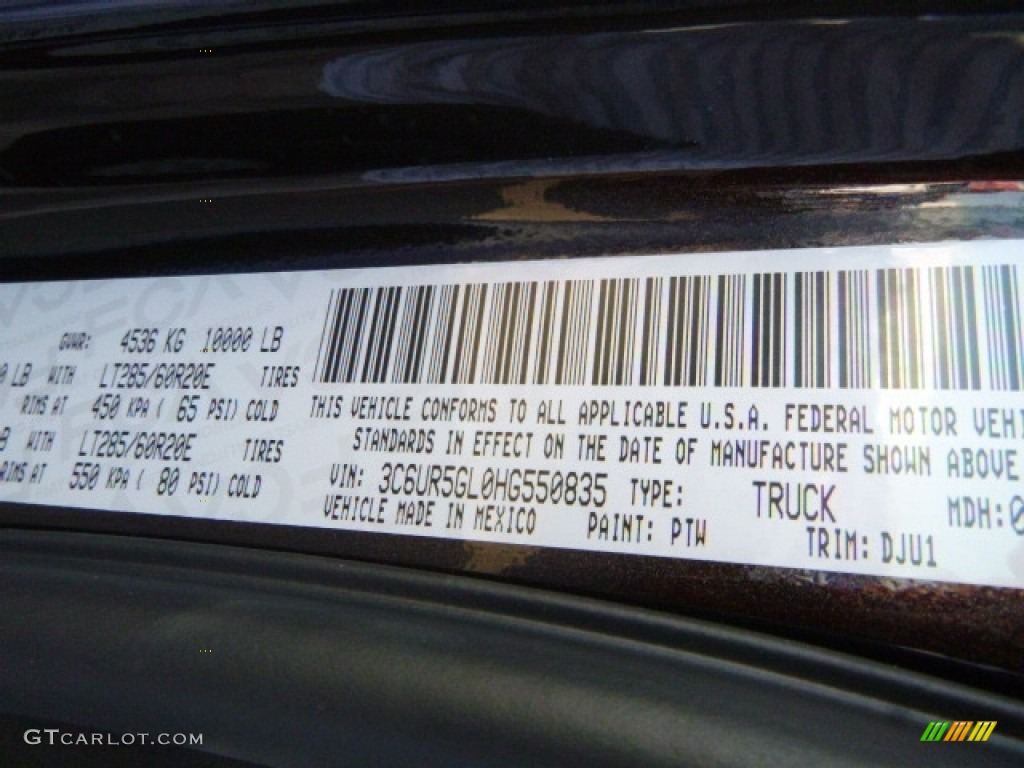 GVWR: 4536 KG 10000 LB
0 LB WITH LT285/60R20E TIRES
RIMS AT 450 KPA ( 65 PSI) COLD
B WITH LT285/60R20E TIRES
RIMS AT 550 KPA ( 80 PSI) COLD
THIS VEHICLE CONFORMS TO ALL APPLICABLE U.S.A. FEDERAL MOTOR VEHI
STANDARDS IN EFFECT ON THE DATE OF MANUFACTURE SHOWN ABOVE
VIN: 3C6UR5GL0HG550835 TYPE: TRUCK MDH:0
VEHICLE MADE IN MEXICO PAINT: PTW TRIM: DJU1
GTCARLOT.COM